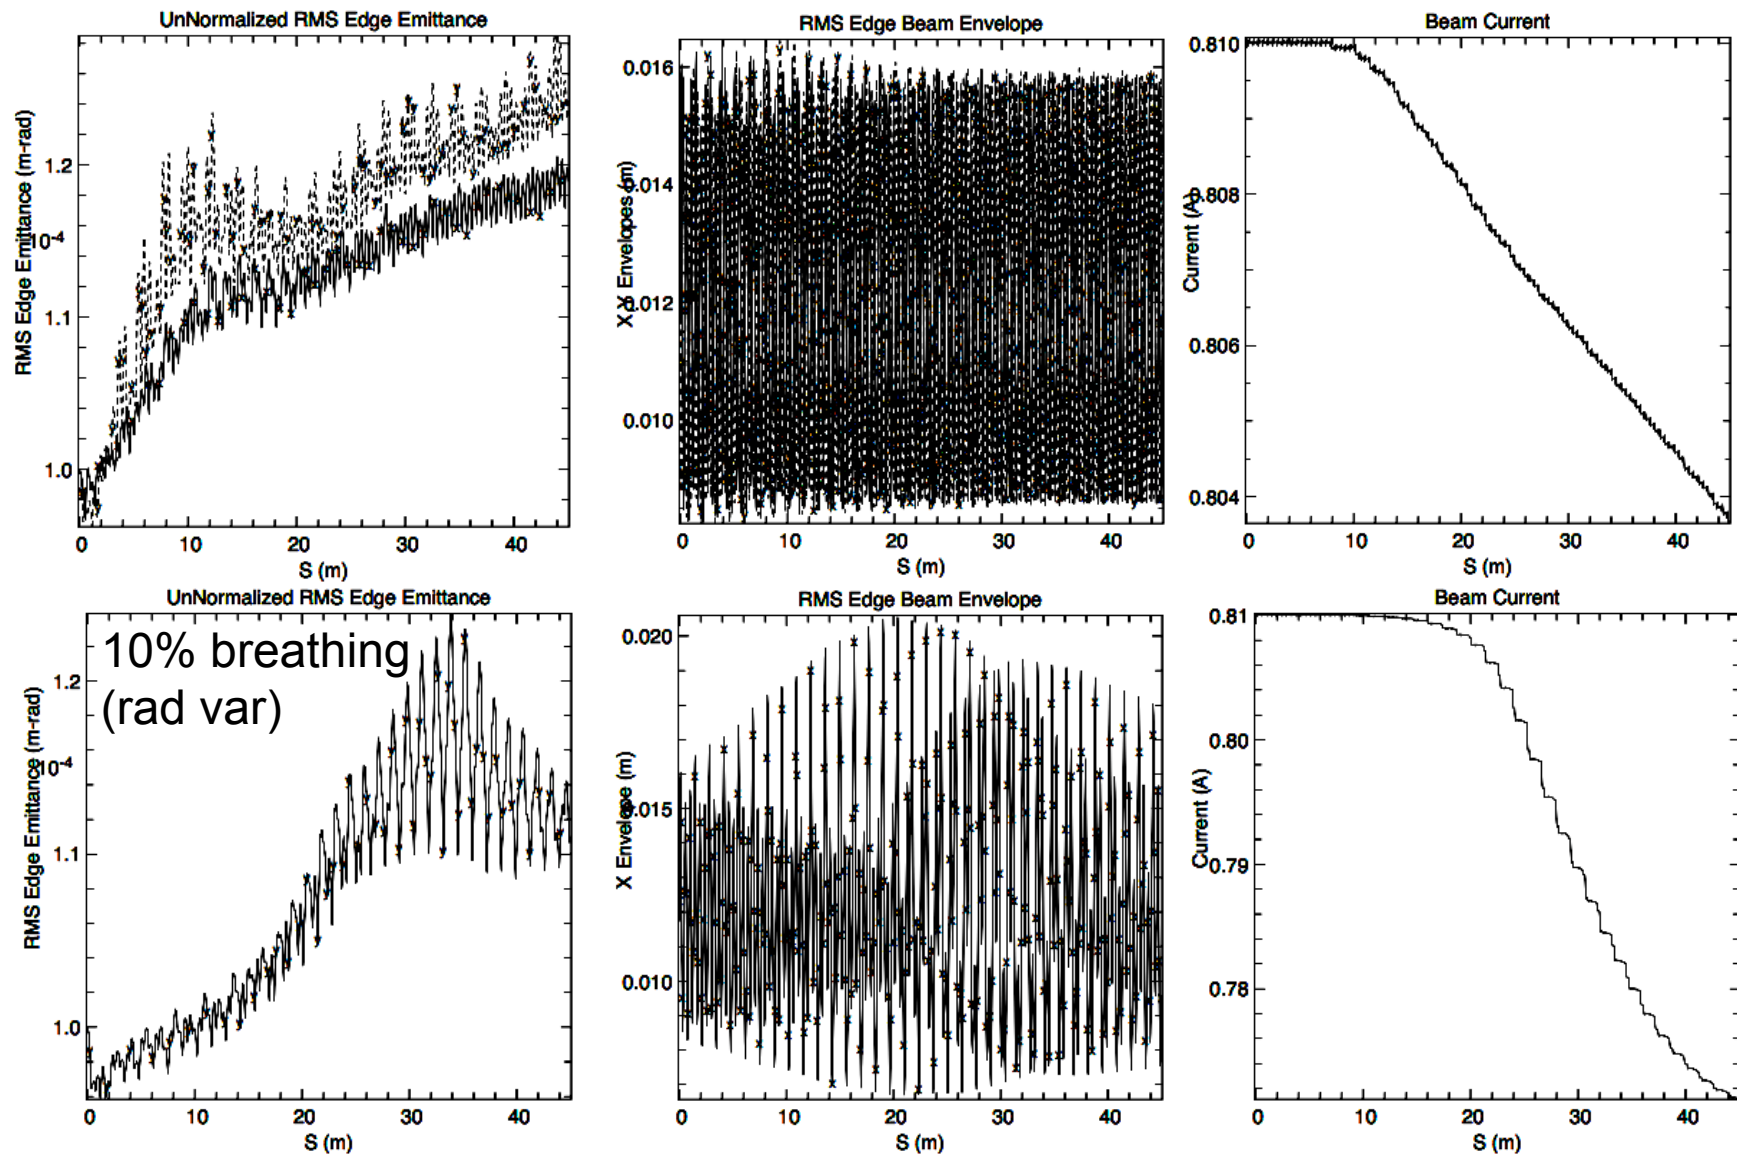 UnNormalized RMS Edge Emittance
RMS Edge Emittance (m-rad)
10-4
1.2
1.1
1.0
0 10 20 30 40
S (m)
RMS Edge Beam Envelope
X,Y Envelopes (m)
0.016
0.014
0.012
0.010
0 10 20 30 40
S (m)
Beam Current
Current (A)
0.810
0.808
0.806
0.804
0 10 20 30 40
S (m)
UnNormalized RMS Edge Emittance
10% breathing
(rad var)
RMS Edge Emittance (m-rad)
10-4
1.2
1.1
1.0
0 10 20 30 40
S (m)
RMS Edge Beam Envelope
X Envelope (m)
0.020
0.015
0.010
0 10 20 30 40
S (m)
Beam Current
Current (A)
0.81
0.80
0.79
0.78
0 10 20 30 40
S (m)